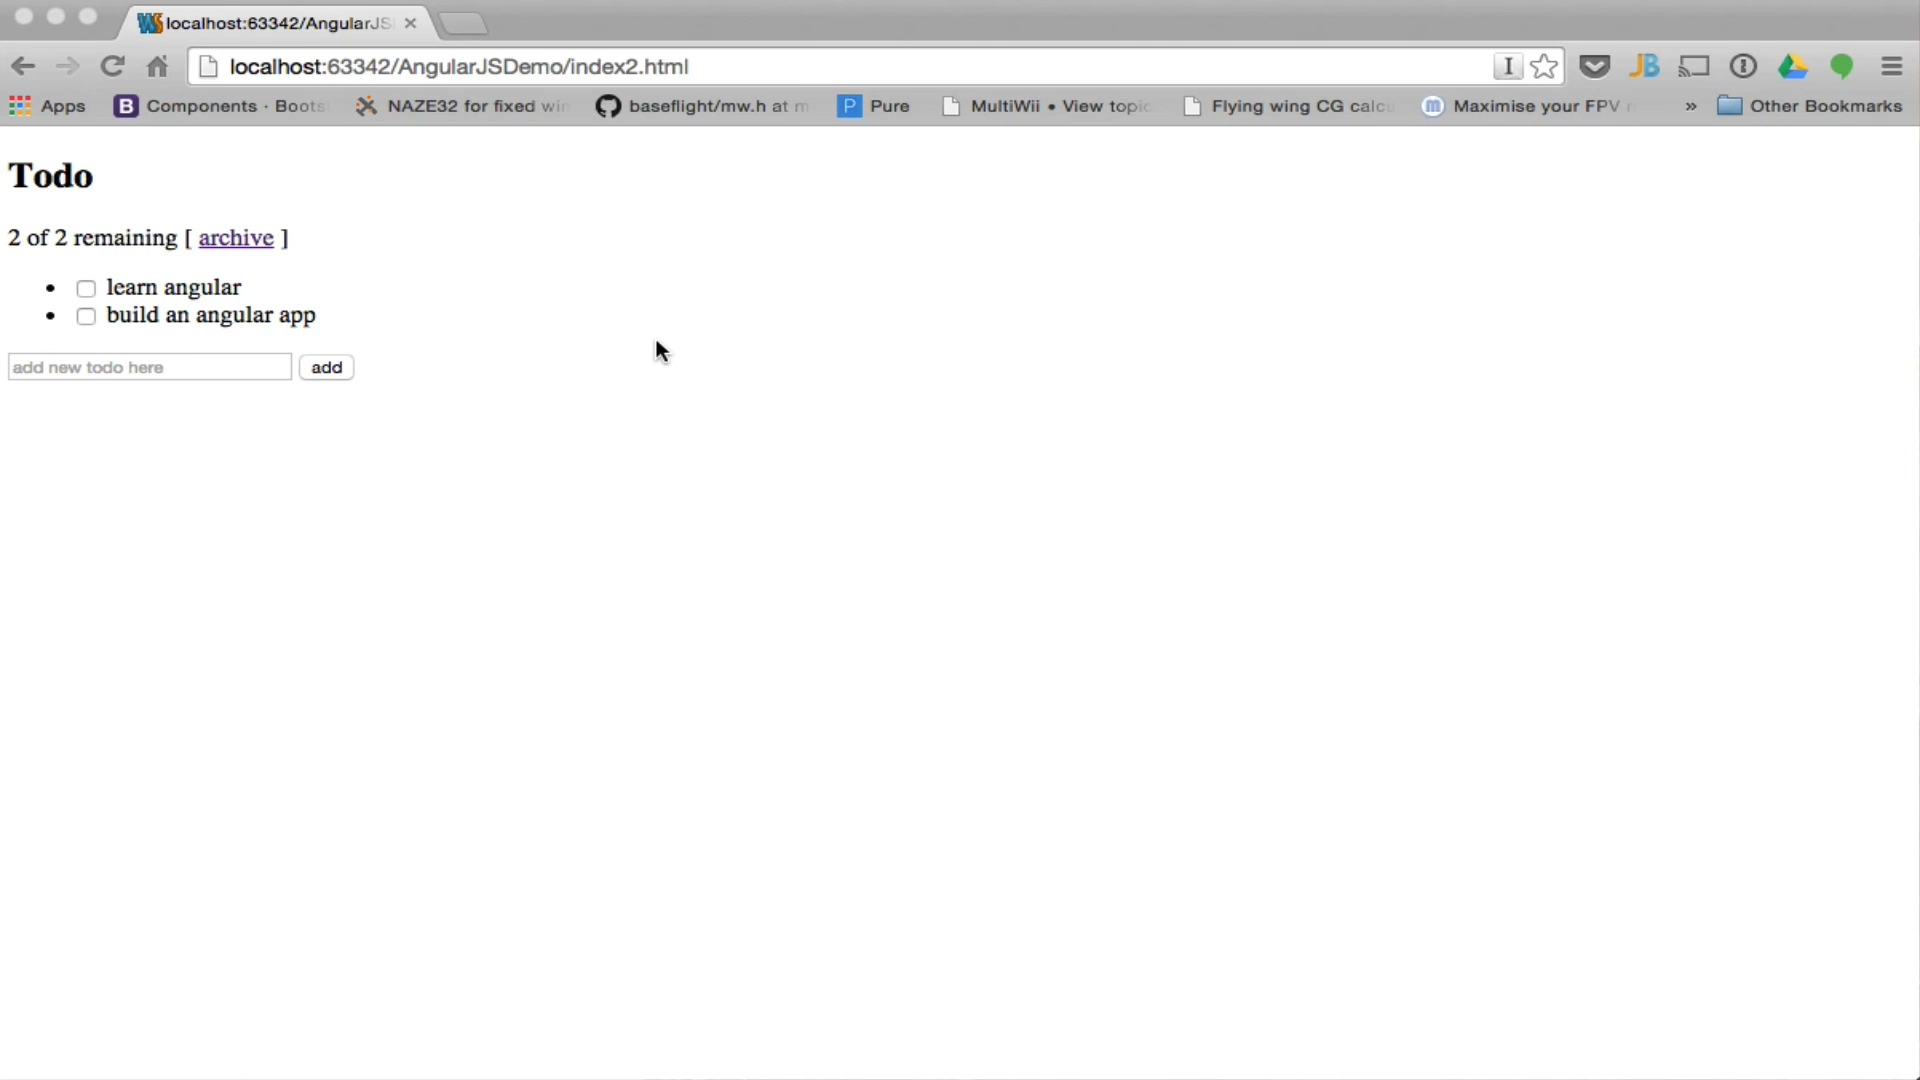 localhost:63342/AngularJS
localhost:63342/AngularJSDemo/index2.html
Apps Components · Boots NAZE32 for fixed baseflight/mw.h at Pure MultiWii • View topic Flying wing CG Maximise your FPV » Other Bookmarks
Todo
2 of 2 remaining [ archive ]
learn angular
build an angular app
add new todo here add